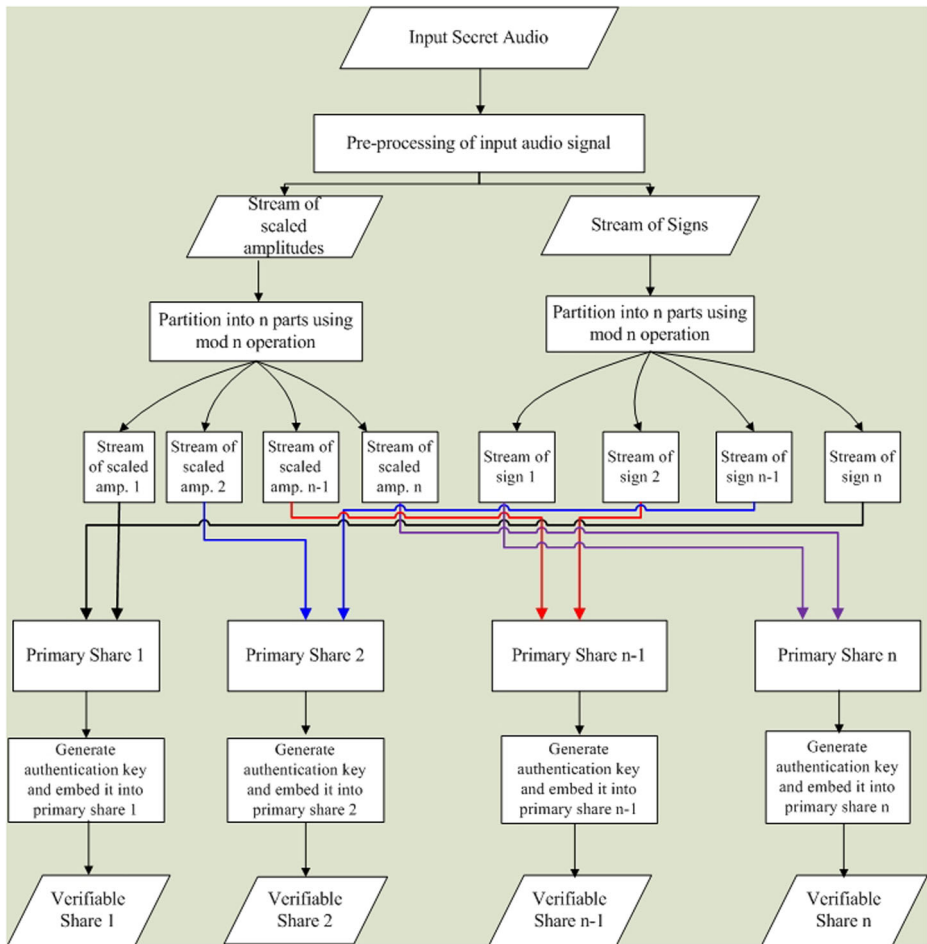 Input Secret Audio
Pre-processing of input audio signal
Stream of
scaled
amplitudes
Stream of Signs
Partition into n parts using
mod n operation
Partition into n parts using
mod n operation
Stream
of scaled
amp. 1
Stream of
scaled
amp. 2
Stream of
scaled
amp. n-1
Stream of
scaled
amp. n
Stream of
sign 1
Stream of
sign 2
Stream of
sign n-1
Stream of
sign n
Primary Share 1
Primary Share 2
Primary Share n-1
Primary Share n
Generate
authentication key
and embed it into
primary share 1
Generate
authentication key
and embed it into
primary share 2
Generate
authentication key
and embed it into
primary share n-1
Generate
authentication key
and embed it into
primary share n
Verifiable
Share 1
Verifiable
Share 2
Verifiable
Share n-1
Verifiable
Share n